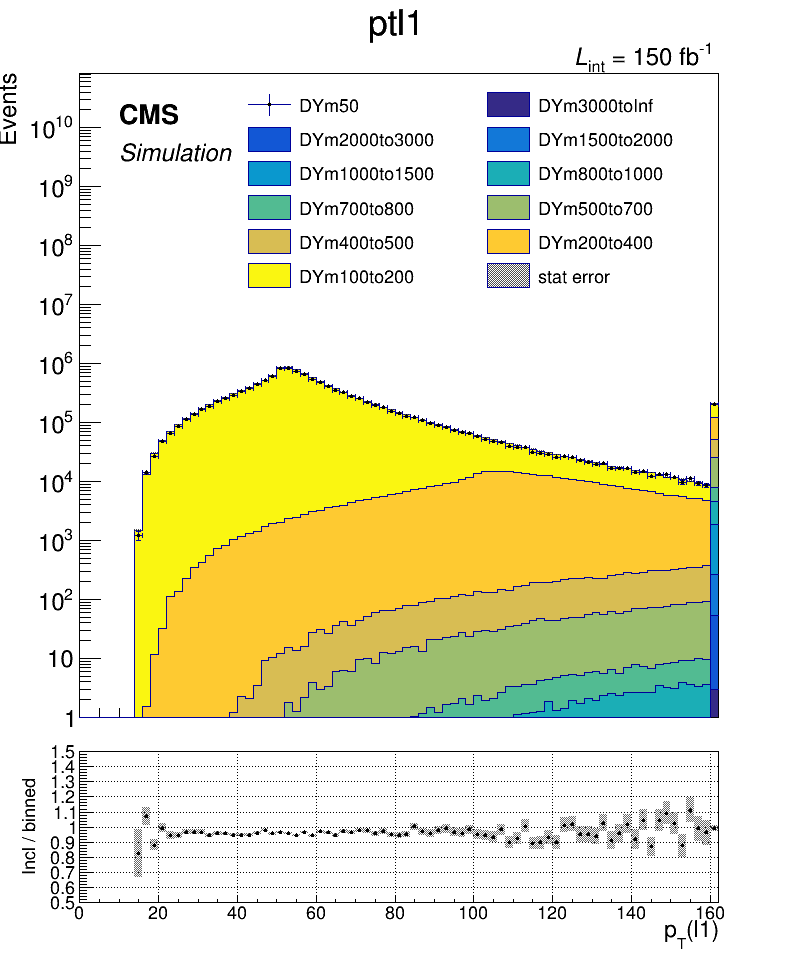 ptl1
L_int = 150 fb^-1
Events
CMS
Simulation
DYm50
DYm3000toInf
DYm2000to3000
DYm1500to2000
DYm1000to1500
DYm800to1000
DYm700to800
DYm500to700
DYm400to500
DYm200to400
DYm100to200
stat error
10^10
10^9
10^8
10^7
10^6
10^5
10^4
10^3
10^2
10
1
Incl / binned
1.5
1.4
1.3
1.2
1.1
1
0.9
0.8
0.7
0.6
0.5
0 20 40 60 80 100 120 140 160
p_T(l1)